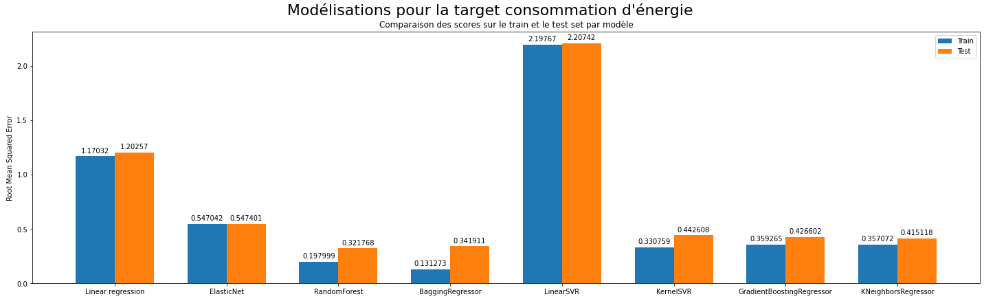 Modélisations pour la target consommation d'énergie
Comparaison des scores sur le train et le test set par modèle
Root Mean Squared Error
2.0
1.5
1.0
0.5
0.0
1.17032
1.20257
0.547042
0.547401
0.197999
0.321768
0.131273
0.341911
2.19767
2.20742
0.330759
0.442608
0.359265
0.426602
0.357072
0.415118
Train
Test
Linear regression
ElasticNet
RandomForest
BaggingRegressor
LinearSVR
KernelSVR
GradientBoostingRegressor
KNeighborsRegressor